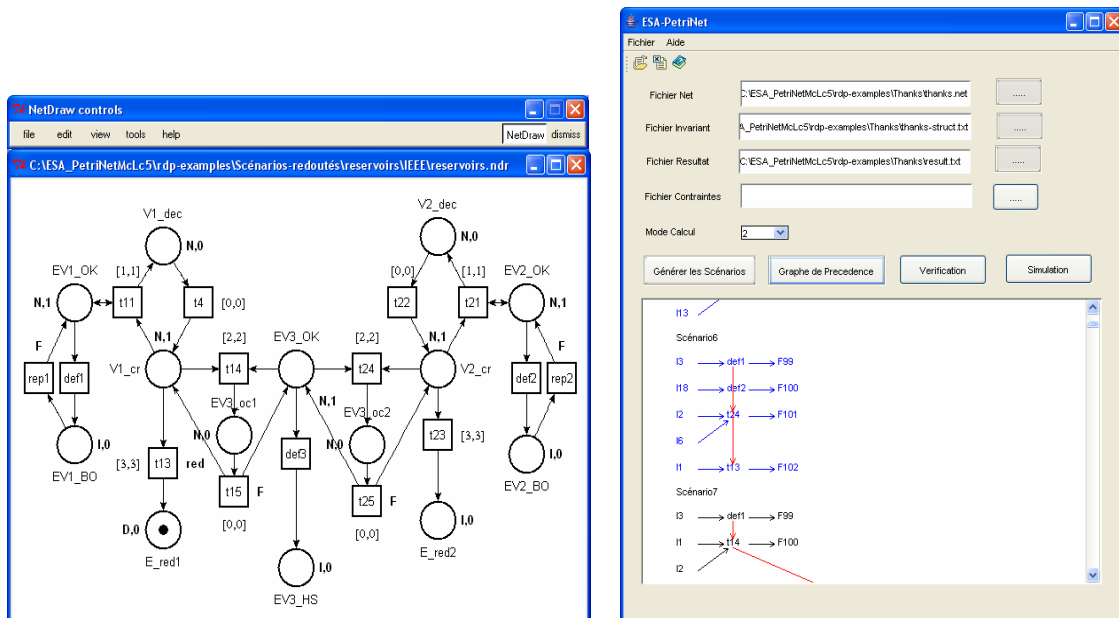 NetDraw controls
file edit view tools help NetDraw dismiss
C:\ESA_PetriNetMcLc5\rdp-examples\Scénarios-redoutés\reservoirs\IEEE\reservoirs.ndr
V1_dec
N,0
V2_dec
N,0
EV1_OK
[1,1]
[0,0]
[1,1]
EV2_OK
N,1
t11
t4
[0,0]
t22
t21
N,1
F
N,1
[2,2]
EV3_OK
[2,2]
N,1
F
rep1
def1
V1_cr
t14
t24
V2_cr
def2
rep2
EV3_oc1
N,1
EV3_oc2
I,0
EV1_BO
[3,3]
t13
red
N,0
def3
N,0
t23
[3,3]
I,0
EV2_BO
t15
F
t25
F
D,0
[0,0]
[0,0]
I,0
E_red1
E_red2
I,0
EV3_HS
ESA-PetriNet
Fichier Aide
Fichier Net
C:\ESA_PetriNetMcLc5\rdp-examples\Thanks\thanks.net
.....
Fichier Invariant
A_PetriNetMcLc5\rdp-examples\Thanks\thanks-struct.txt
.....
Fichier Resultat
C:\ESA_PetriNetMcLc5\rdp-examples\Thanks\result.txt
.....
Fichier Contraintes
.....
Mode Calcul
2
Générer les Scénarios
Graphe de Precedence
Verification
Simulation
I13
Scénario6
I3 def1 F99
I18 def2 F100
I2 t24 F101
I6
I1 t13 F102
Scénario7
I3 def1 F99
I1 t14 F100
I2